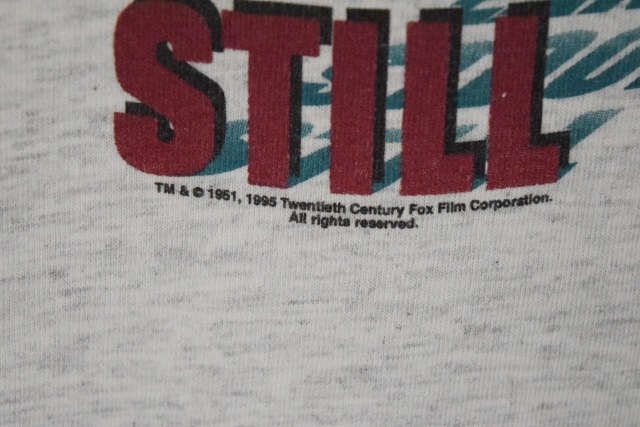 STILL
TM & © 1951, 1995 Twentieth Century Fox Film Corporation.
All rights reserved.